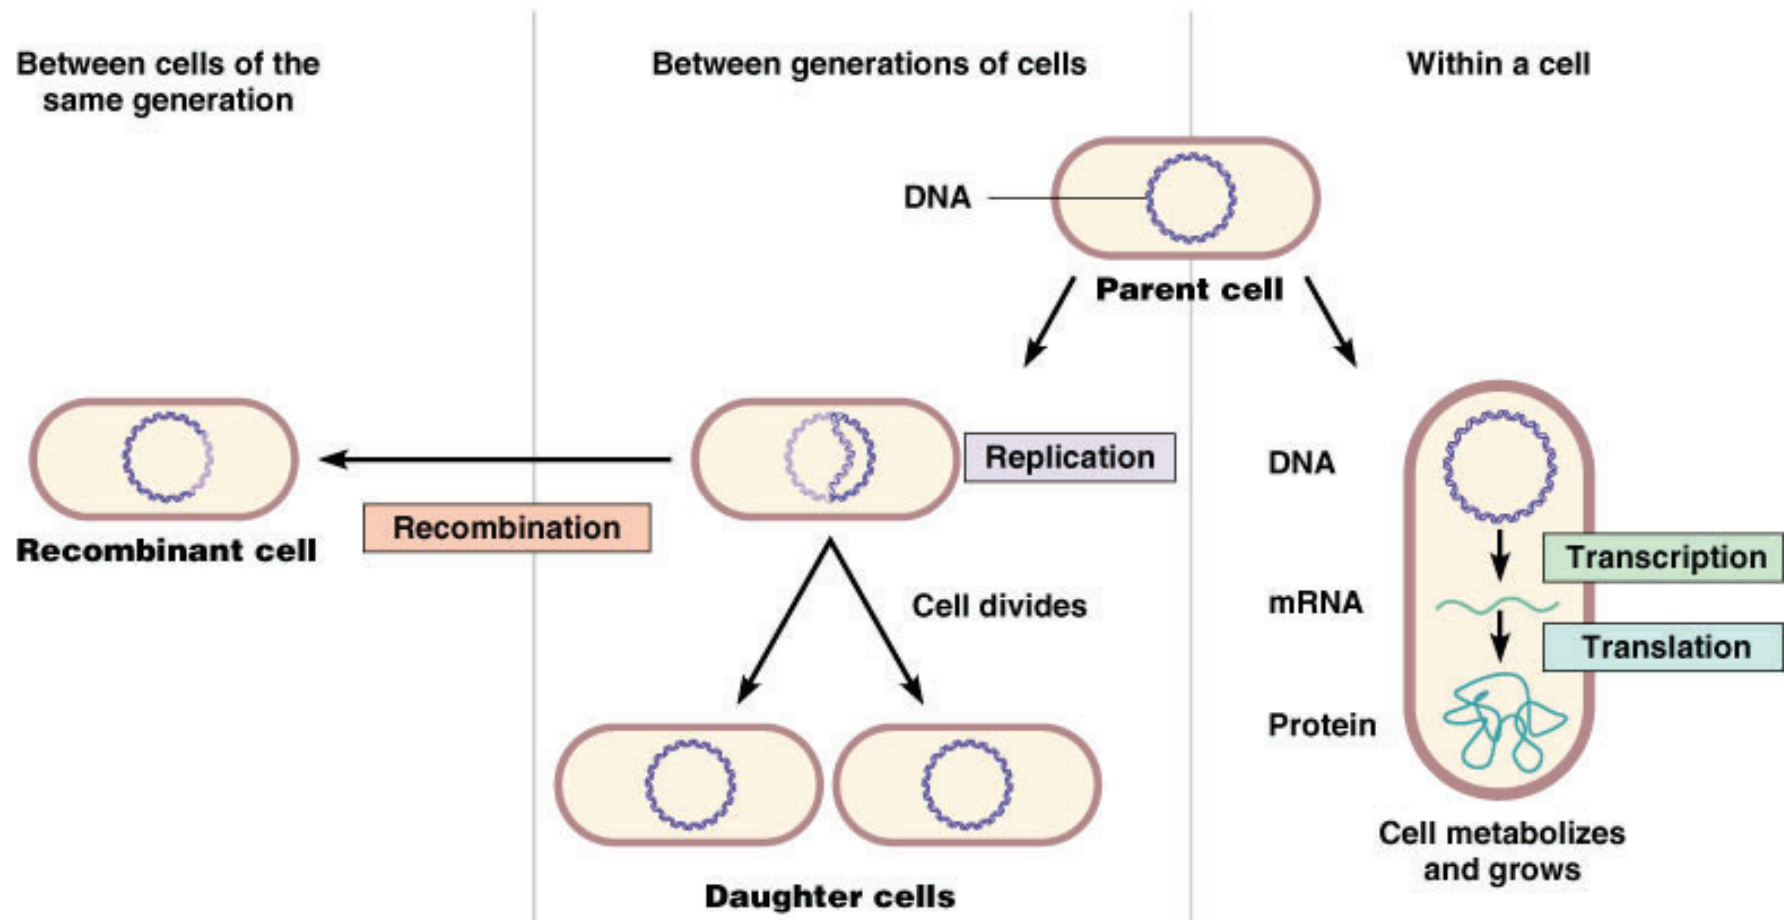 Between cells of the
same generation
Between generations of cells
Within a cell
DNA
Parent cell
Replication
Recombination
Recombinant cell
Cell divides
Daughter cells
DNA
Transcription
mRNA
Translation
Protein
Cell metabolizes
and grows